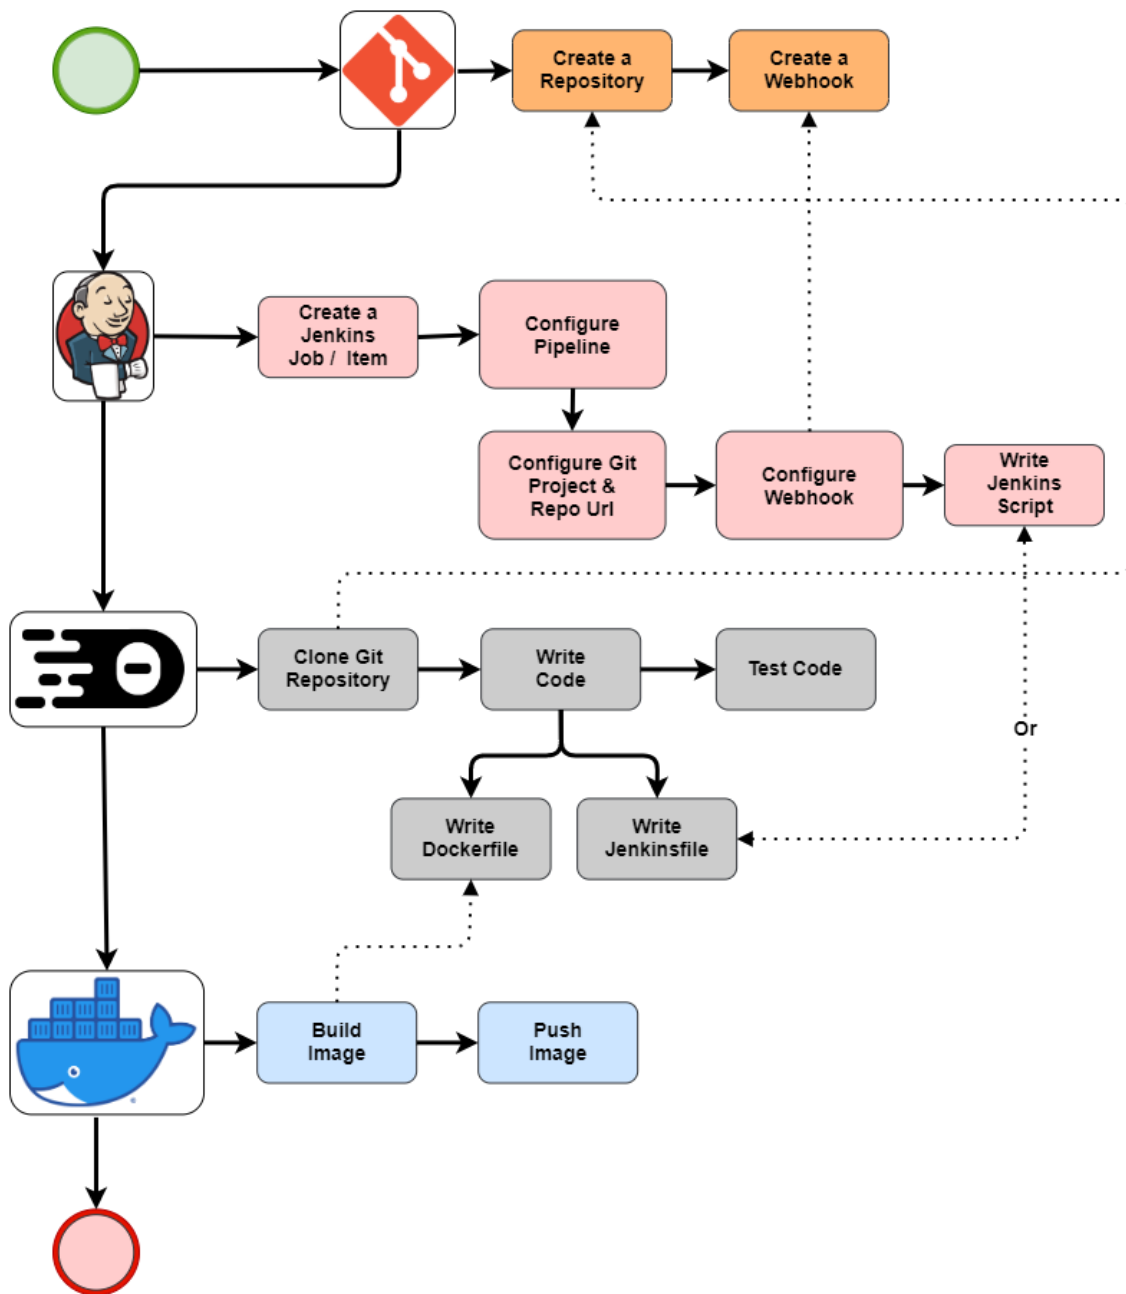 Create a
Repository
Create a
Webhook
Create a
Jenkins
Job /  Item
Configure
Pipeline
Configure Git
Project &
Repo Url
Configure
Webhook
Write
Jenkins
Script
Clone Git
Repository
Write
Code
Test Code
Or
Write
Dockerfile
Write
Jenkinsfile
Build
Image
Push
Image